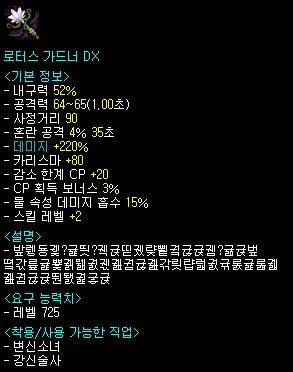 로터스 가드너 DX
<기본 정보>
- 내구력 52%
- 공격력 64~65(1,00초)
- 사정거리 90
- 혼란 공격 4% 35초
- 데미지 +220%
- 카리스마 +80
- 감소 한계 CP +20
- CP 획득 보너스 3%
- 물 속성 데미지 흡수 15%
- 스킬 레벨 +2
<설명>
<요구 능력치>
- 레벨 725
<착용/사용 가능한 직업>
- 변신소녀
- 강신술사